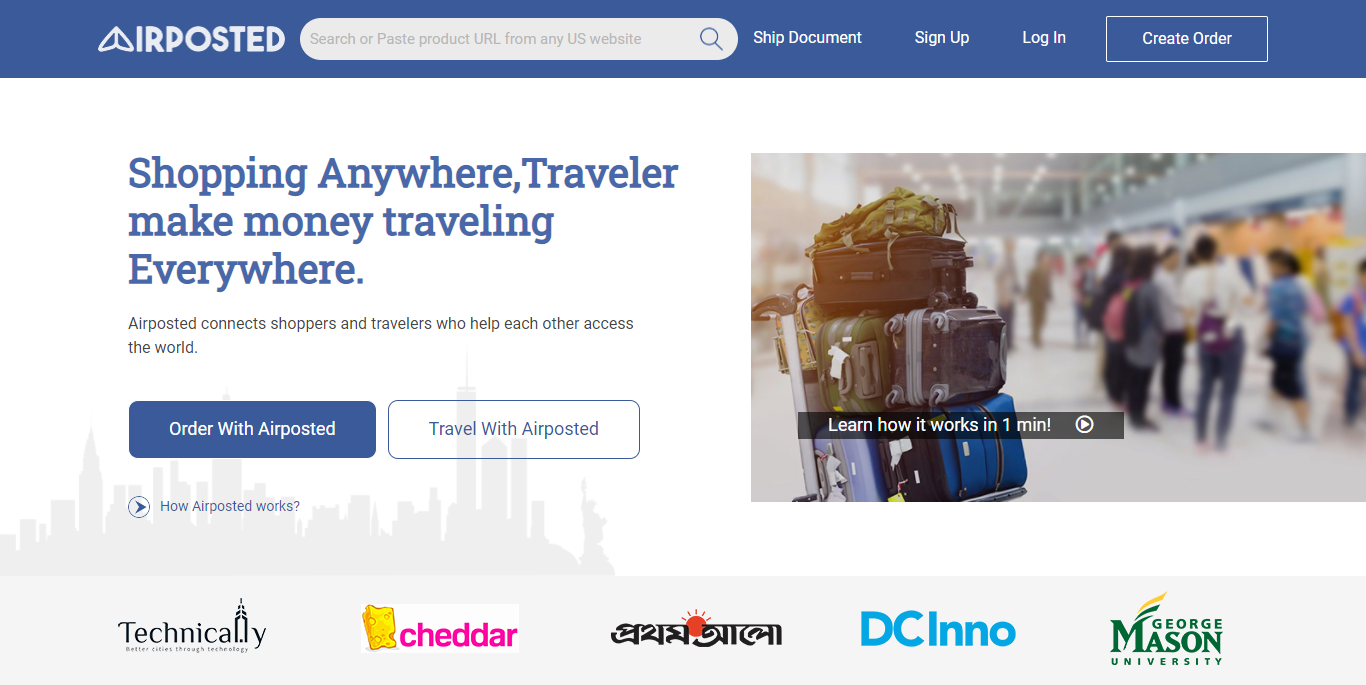 AIRPOSTED
Search or Paste product URL from any US website
Ship Document
Sign Up
Log In
Create Order
Shopping Anywhere,Traveler
make money traveling
Everywhere.
Airposted connects shoppers and travelers who help each other access
the world.
Order With Airposted
Travel With Airposted
How Airposted works?
Learn how it works in 1 min!
Technically
Better cities through technology
cheddar
প্রথম আলো
DC Inno
GEORGE
MASON
UNIVERSITY